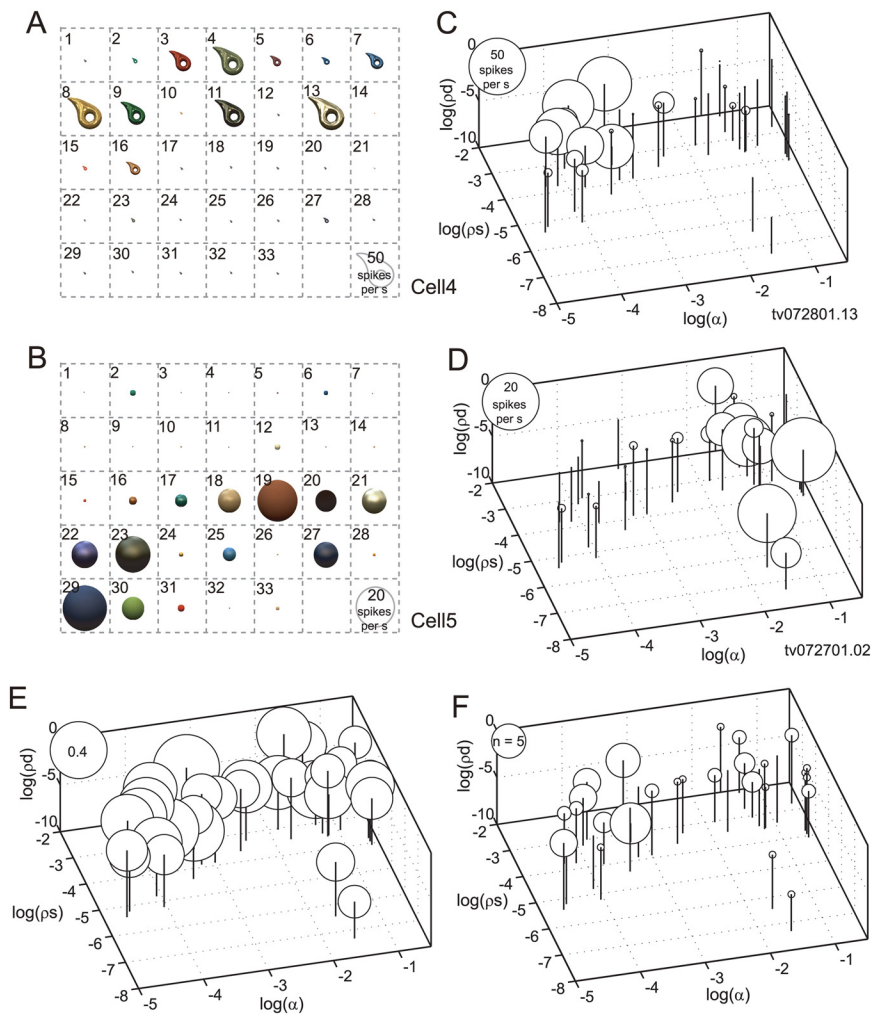 A
1 2 3 4 5 6 7
8 9 10 11 12 13 14
15 16 17 18 19 20 21
22 23 24 25 26 27 28
29 30 31 32 33
50
spikes
per s
Cell4
C
50
spikes
per s
0
-5
-10
log(ρd)
-2
-3
-4
-5
-6
-7
-8
log(ρs)
-5
-4
-3
-2
-1
log(α)
tv072801.13
B
1 2 3 4 5 6 7
8 9 10 11 12 13 14
15 16 17 18 19 20 21
22 23 24 25 26 27 28
29 30 31 32 33
20
spikes
per s
Cell5
D
20
spikes
per s
0
-5
-10
log(ρd)
-2
-3
-4
-5
-6
-7
-8
log(ρs)
-5
-4
-3
-2
-1
log(α)
tv072701.02
E
0.4
0
-5
-10
log(ρd)
-2
-3
-4
-5
-6
-7
-8
log(ρs)
-5
-4
-3
-2
-1
log(α)
F
n = 5
0
-5
-10
log(ρd)
-2
-3
-4
-5
-6
-7
-8
log(ρs)
-5
-4
-3
-2
-1
log(α)